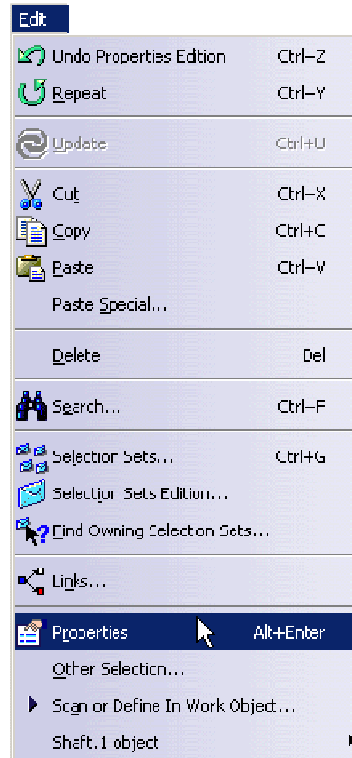 Edit
Undo Properties Edition Ctrl-Z
Repeat Ctrl-Y
Update Ctrl+U
Cut Ctrl-X
Copy Ctrl+C
Paste Ctrl-V
Paste Special...
Delete Del
Search... Ctrl-F
Selection Sets... Ctrl+G
Selection Sets Edition...
Find Owning Selection Sets...
Links...
Properties Alt+Enter
Other Selection...
Scan or Define In Work Object...
Shaft.1 object